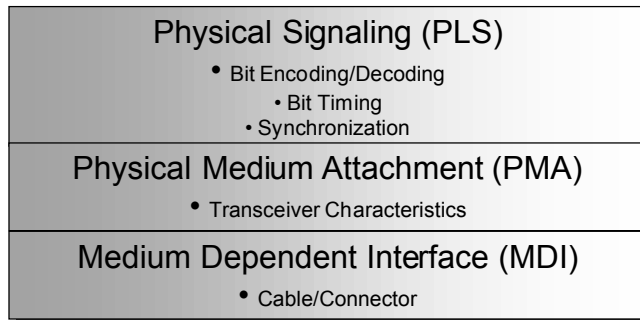 Physical Signaling (PLS)
• Bit Encoding/Decoding
• Bit Timing
• Synchronization
Physical Medium Attachment (PMA)
• Transceiver Characteristics
Medium Dependent Interface (MDI)
• Cable/Connector